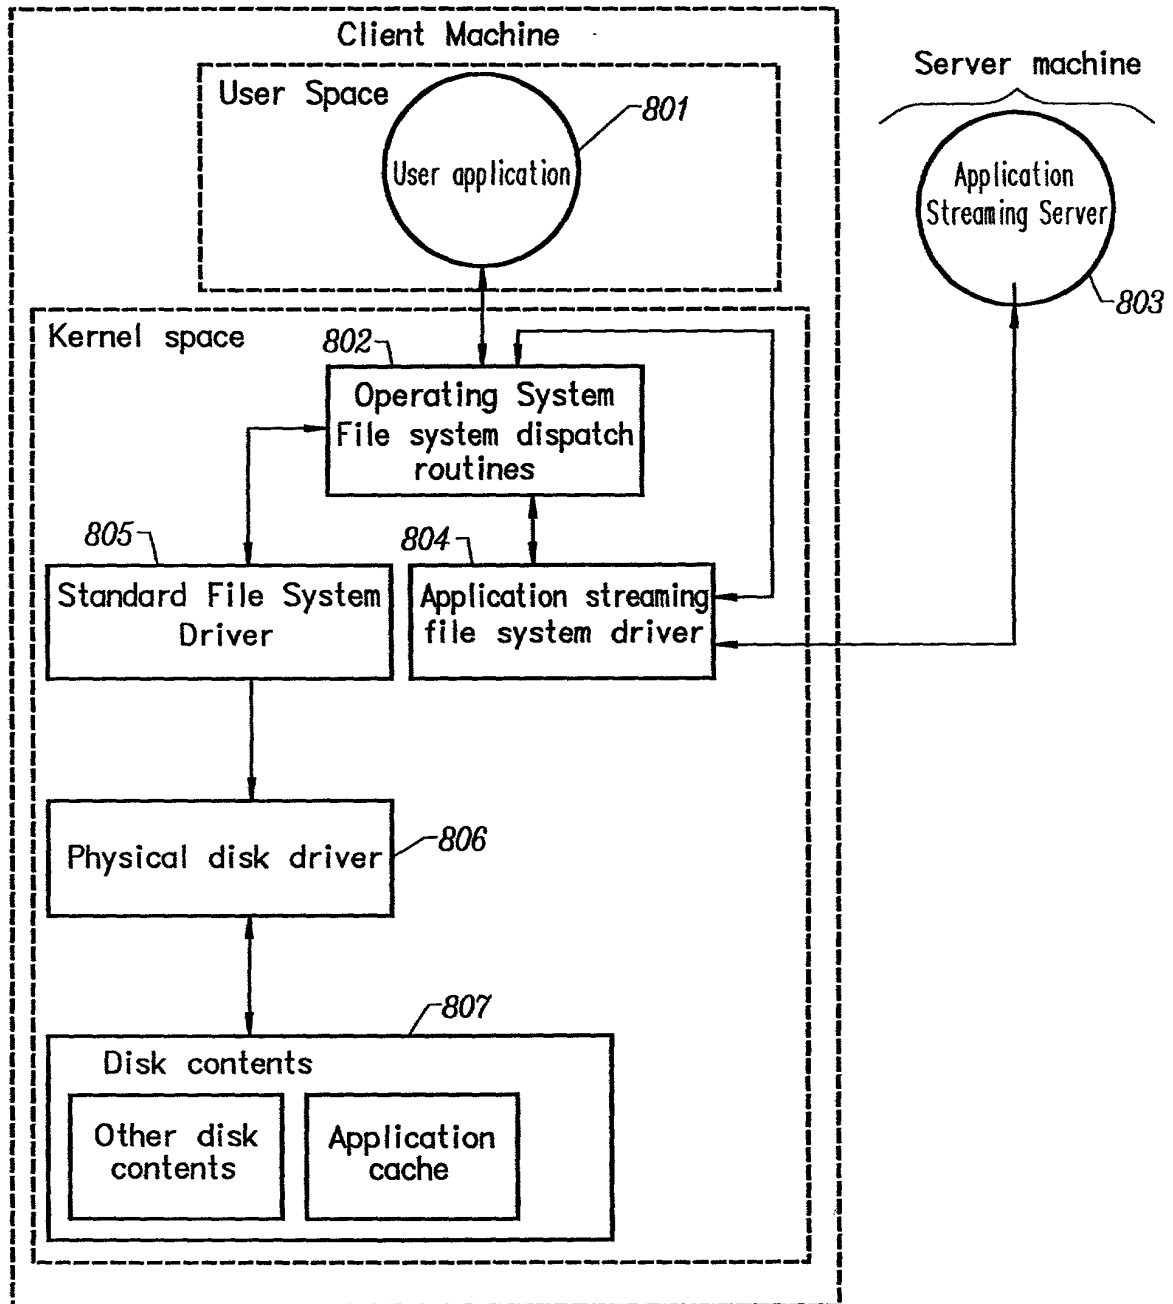 Client Machine
Server machine
User Space
801
User application
Application
Streaming Server
803
Kernel space
802
Operating System
File system dispatch
routines
805
804
Standard File System
Driver
Application streaming
file system driver
Physical disk driver
806
807
Disk contents
Other disk
contents
Application
cache